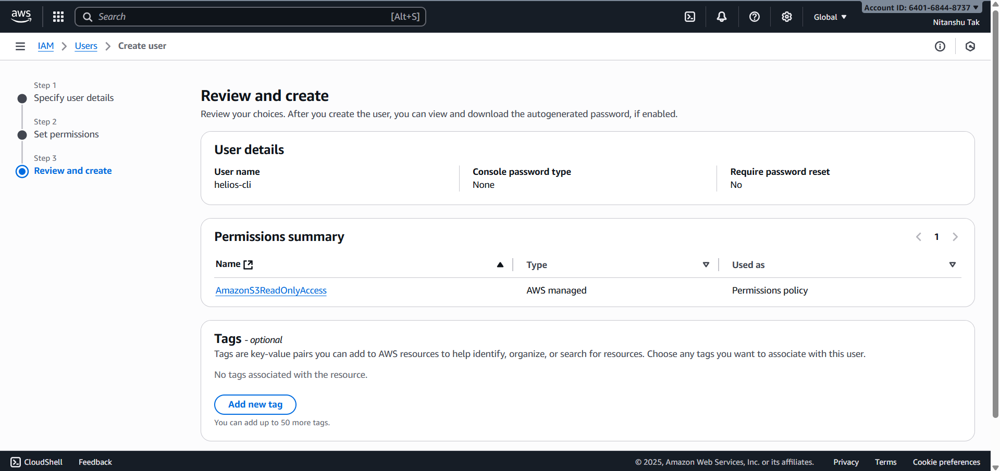 aws
Search [Alt+S]
Global
Account ID: 6401-6844-8737
Nitanshu Tak
IAM
Users
Create user
Step 1
Specify user details
Step 2
Set permissions
Step 3
Review and create
Review and create
Review your choices. After you create the user, you can view and download the autogenerated password, if enabled.
User details
User name
helios-cli
Console password type
None
Require password reset
No
Permissions summary
1
Name
Type
Used as
AmazonS3ReadOnlyAccess
AWS managed
Permissions policy
Tags - optional
Tags are key-value pairs you can add to AWS resources to help identify, organize, or search for resources. Choose any tags you want to associate with this user.
No tags associated with the resource.
Add new tag
You can add up to 50 more tags.
CloudShell
Feedback
© 2025, Amazon Web Services, Inc. or its affiliates.
Privacy
Terms
Cookie preferences